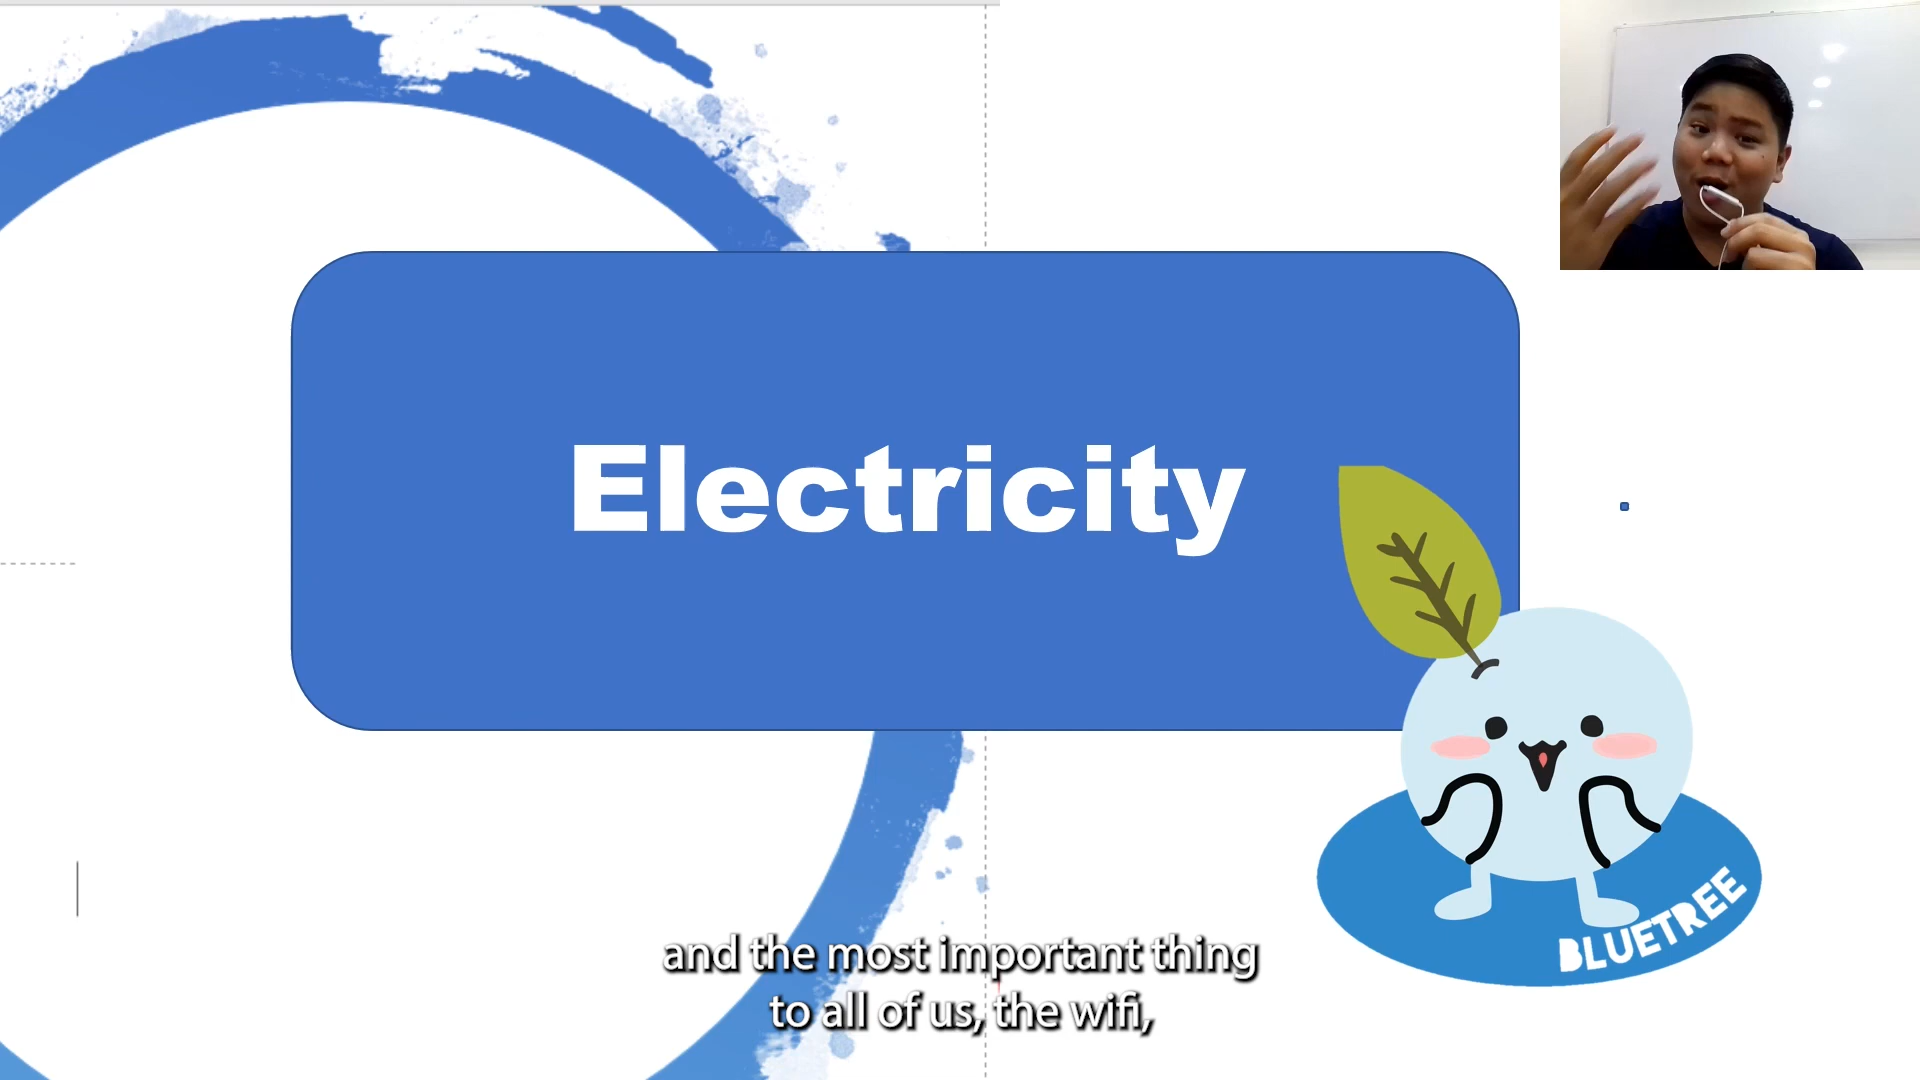 Electricity
BLUETREE
and the most important thing
to all of us, the wifi,